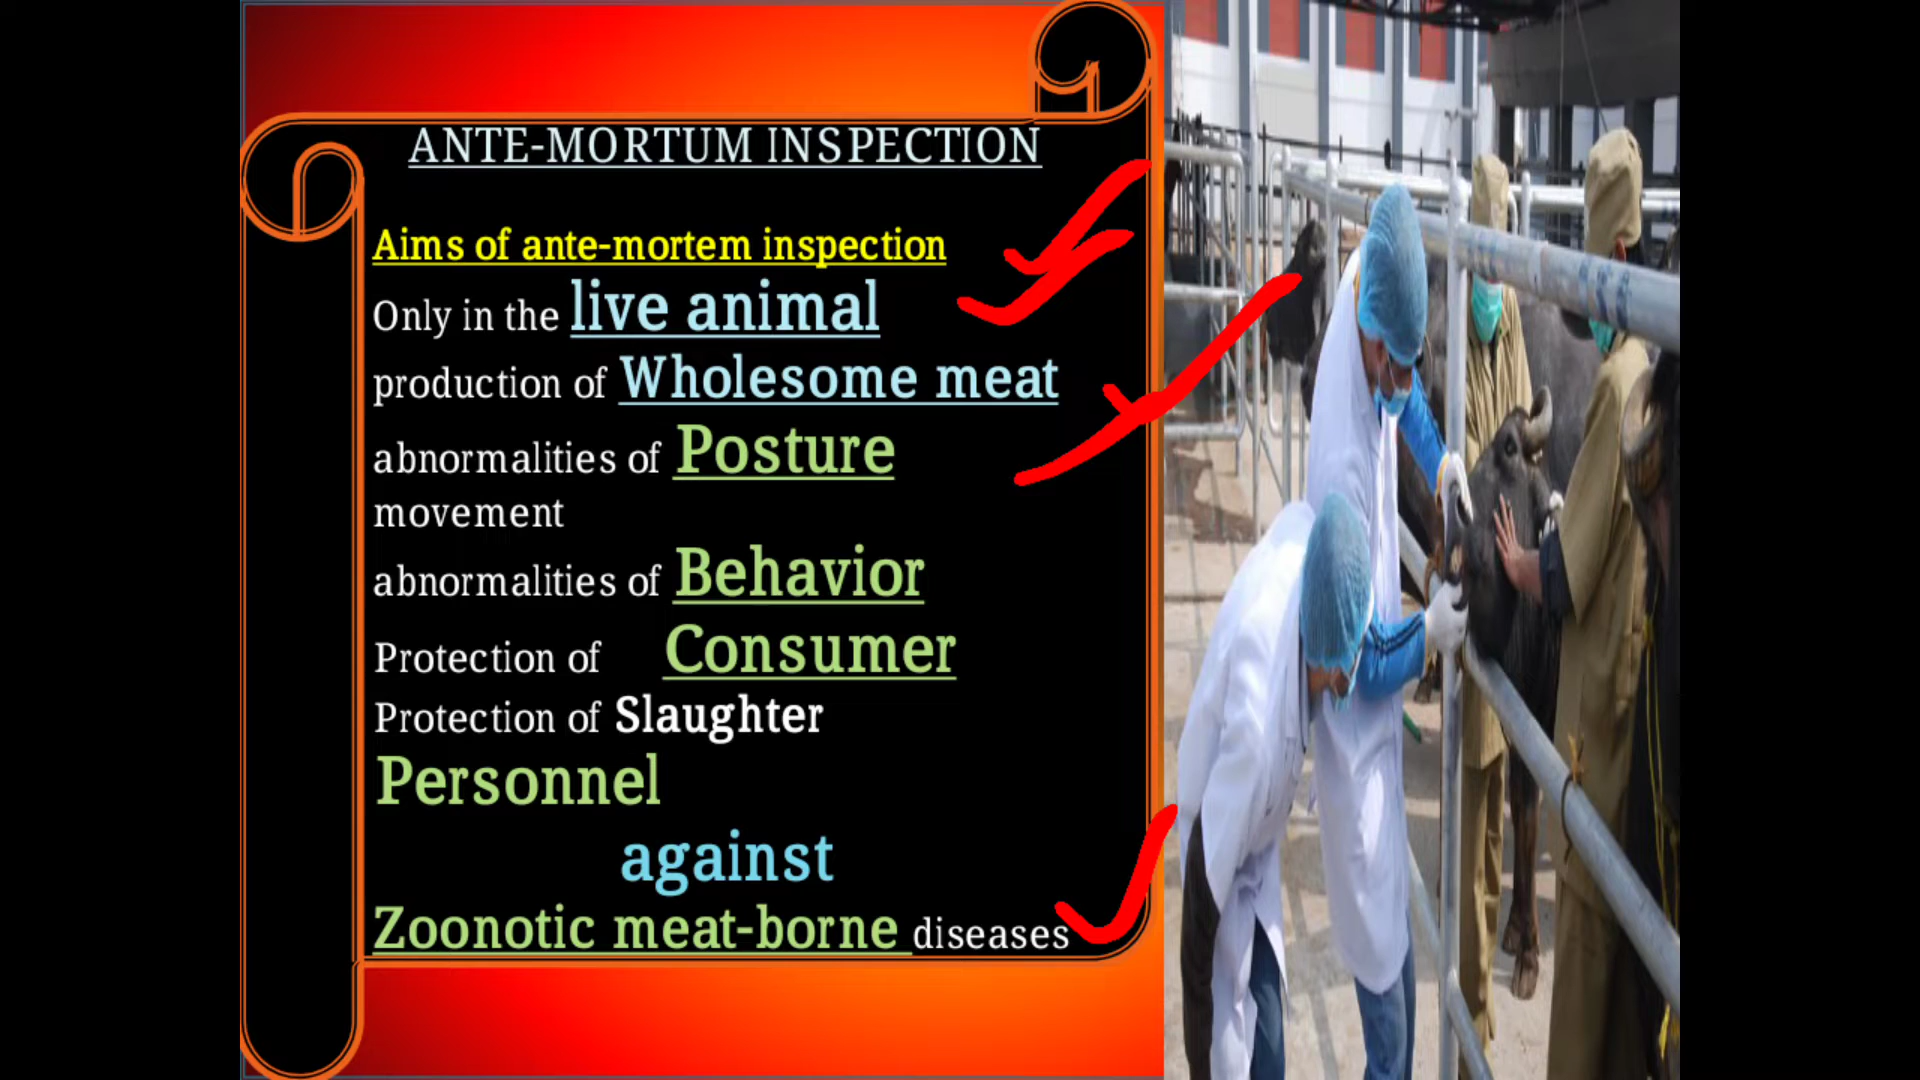 ANTE-MORTUM INSPECTION
Aims of ante-mortem inspection
Only in the live animal
production of Wholesome meat
abnormalities of Posture
movement
abnormalities of Behavior
Protection of Consumer
Protection of Slaughter
Personnel
against
Zoonotic meat-borne diseases